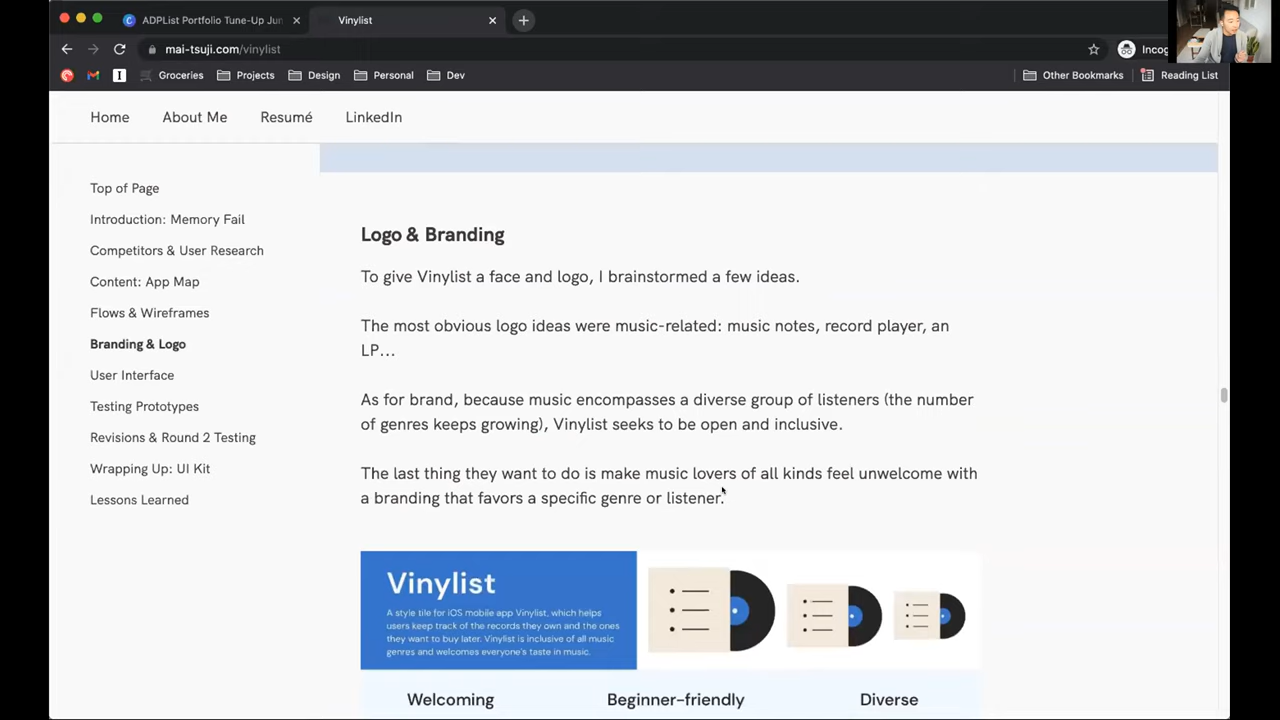 ADPList Portfolio Tune-Up Jun
Vinylist
mai-tsuji.com/vinylist
Incog
Groceries
Projects
Design
Personal
Dev
Other Bookmarks
Reading List
Home
About Me
Resumé
LinkedIn
Top of Page
Introduction: Memory Fail
Competitors & User Research
Content: App Map
Flows & Wireframes
Branding & Logo
User Interface
Testing Prototypes
Revisions & Round 2 Testing
Wrapping Up: UI Kit
Lessons Learned
Logo & Branding
To give Vinylist a face and logo, I brainstormed a few ideas.
The most obvious logo ideas were music-related: music notes, record player, an
LP...
As for brand, because music encompasses a diverse group of listeners (the number
of genres keeps growing), Vinylist seeks to be open and inclusive.
The last thing they want to do is make music lovers of all kinds feel unwelcome with
a branding that favors a specific genre or listener.
Vinylist
A style tile for iOS mobile app Vinylist, which helps
users keep track of the records they own and the ones
they want to buy later. Vinylist is inclusive of all music
genres and welcomes everyone's taste in music.
Welcoming
Beginner-friendly
Diverse